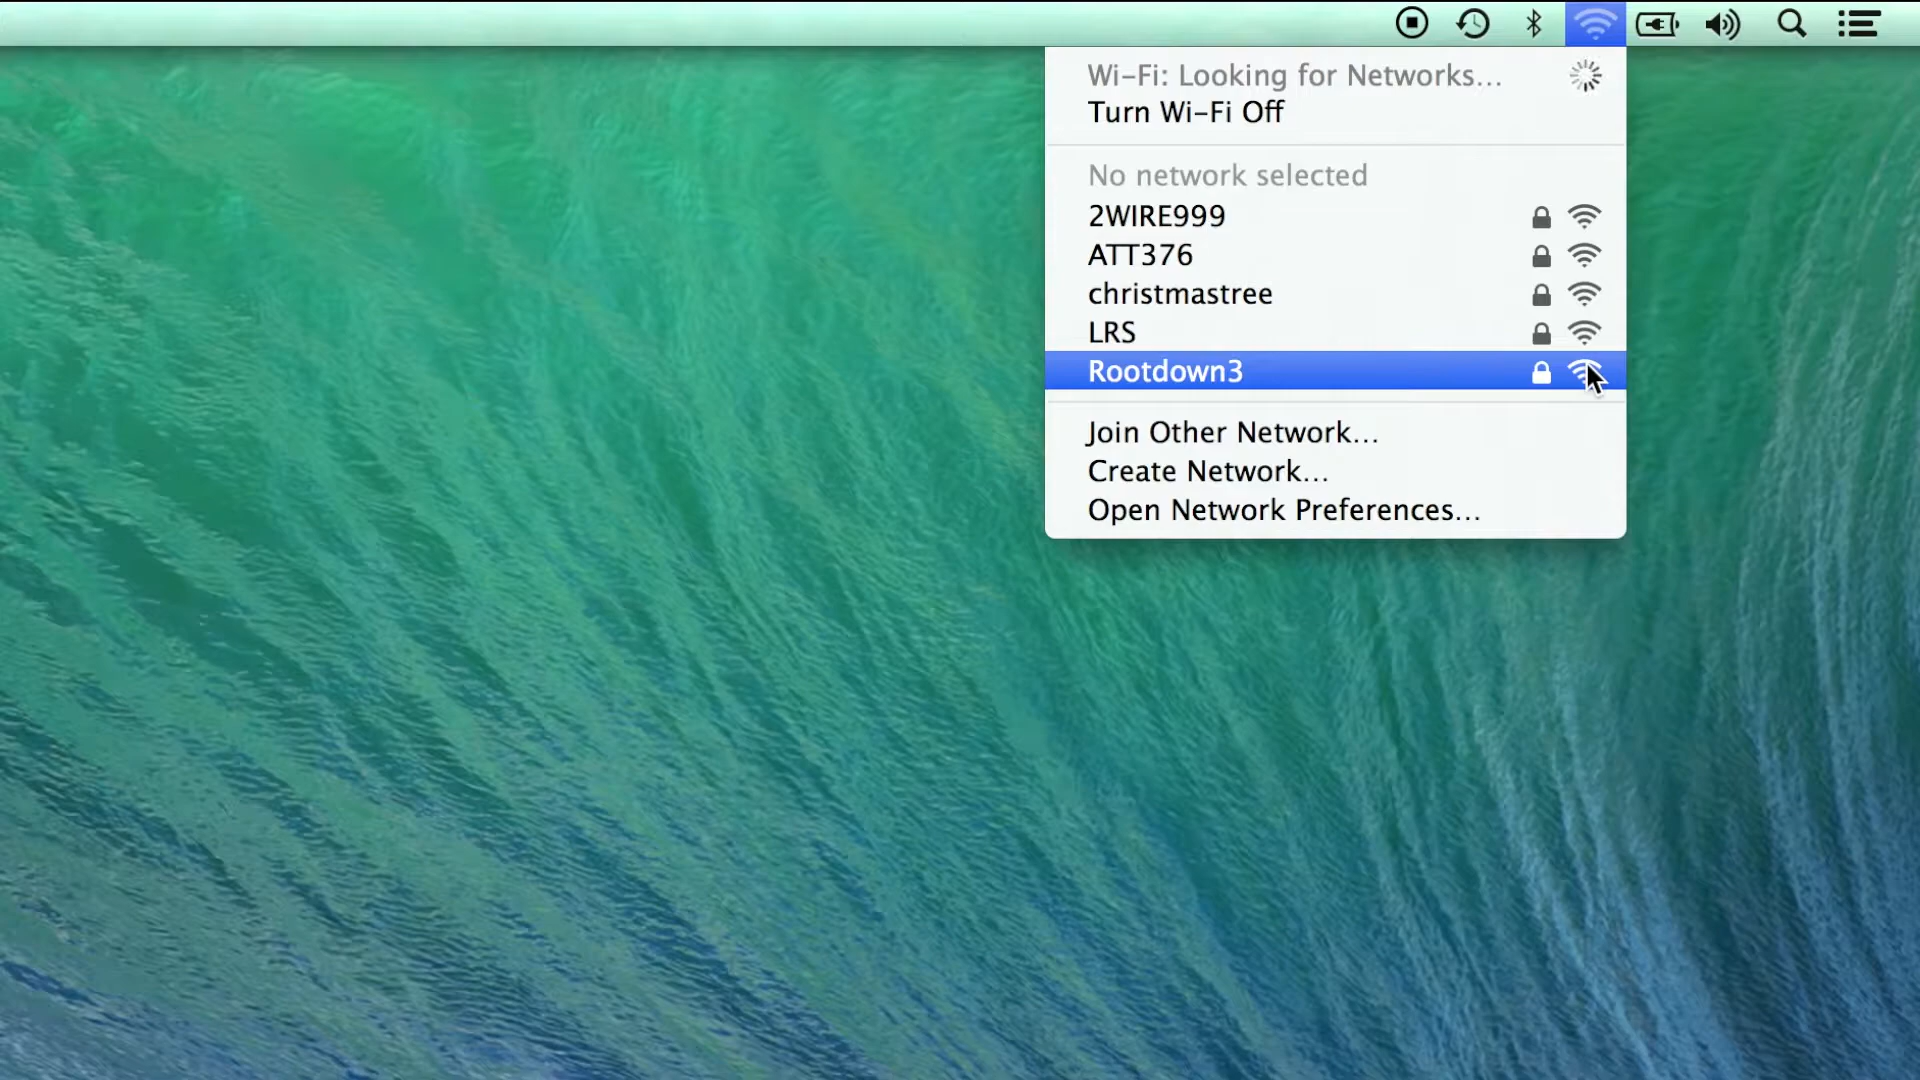 Wi-Fi: Looking for Networks...
Turn Wi-Fi Off
No network selected
2WIRE999
ATT376
christmastree
LRS
Rootdown3
Join Other Network...
Create Network...
Open Network Preferences...